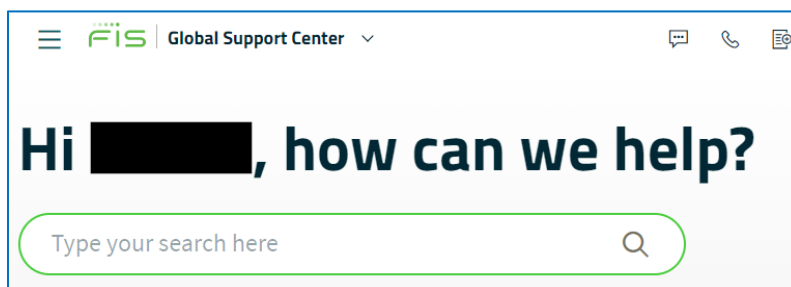 FIS Global Support Center
Hi , how can we help?
Type your search here